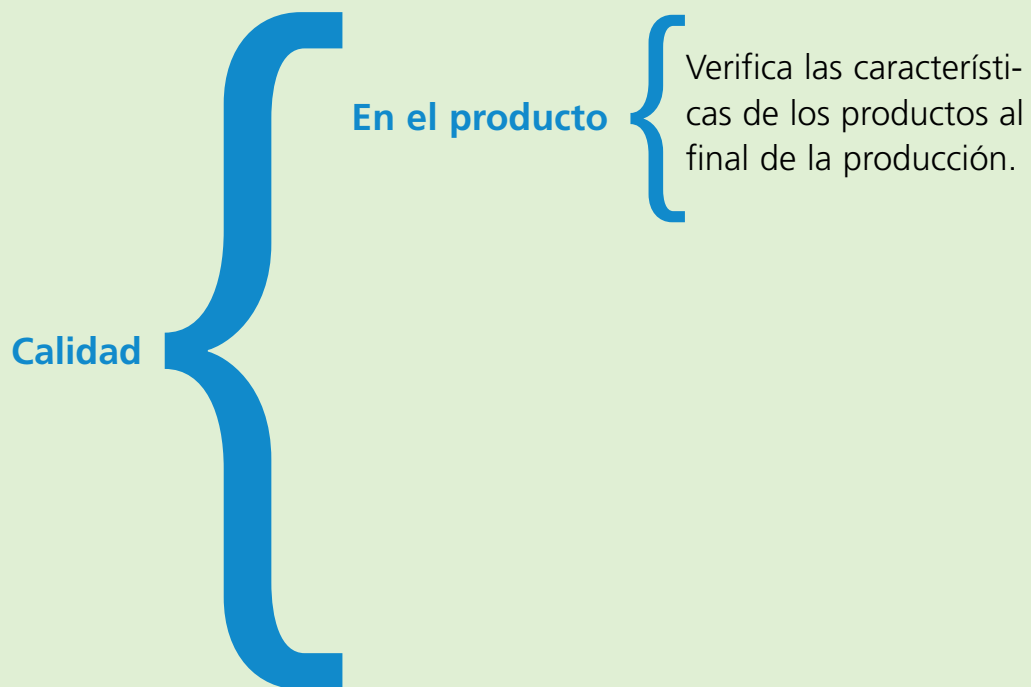 Calidad
En el producto
Verifica las característi-
cas de los productos al
final de la producción.